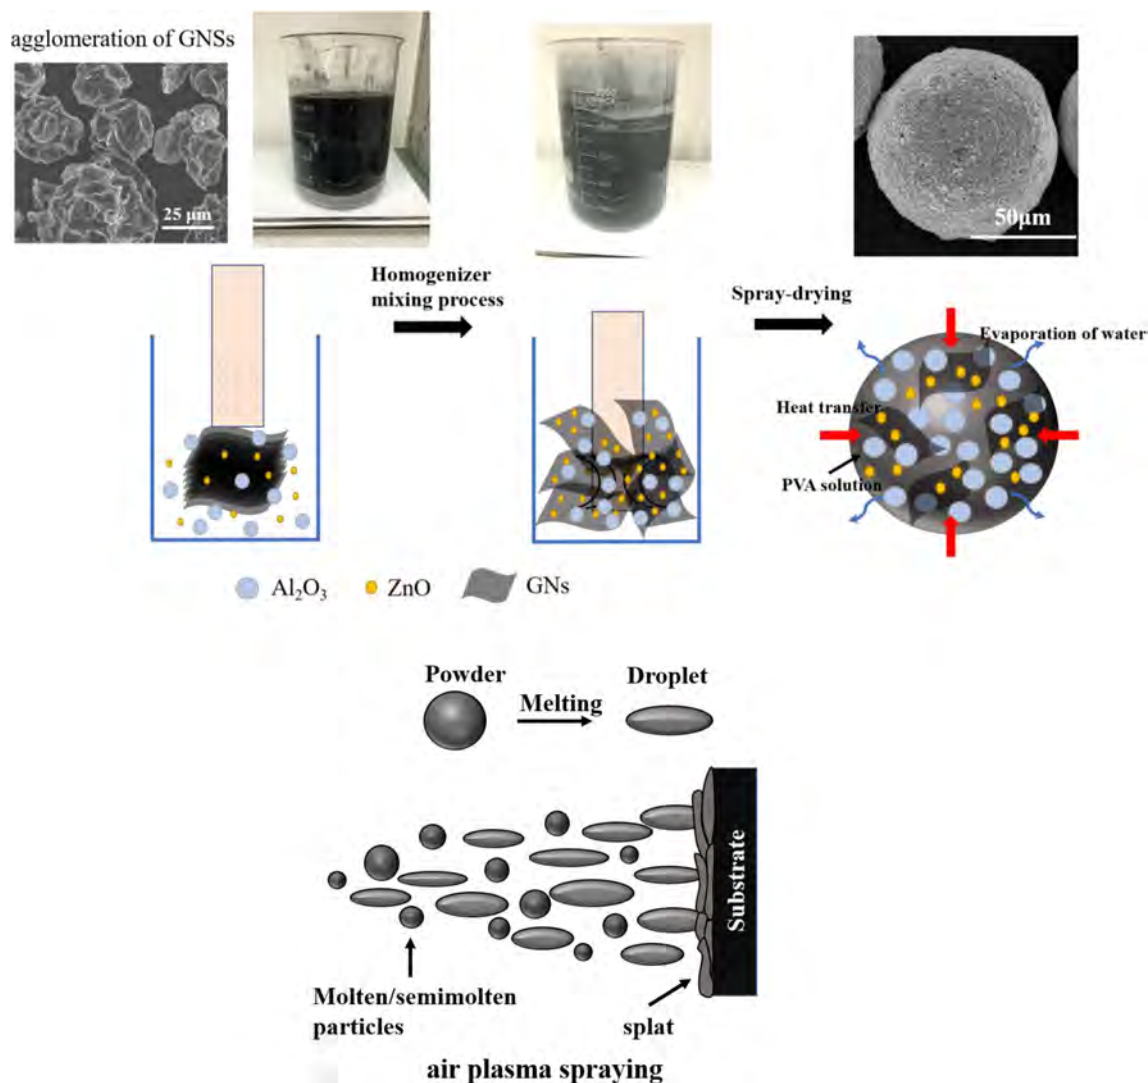 agglomeration of GNSs
25 μm
50μm
Homogenizer
mixing process
Spray-drying
Evaporation of water
Heat transfer
PVA solution
Al₂O₃
ZnO
GNs
Powder
Droplet
Melting
Substrate
Molten/semimolten
particles
splat
air plasma spraying